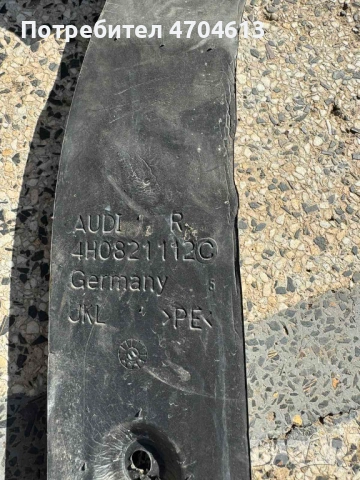 Потребител 4704613
AUDI R
4H0821112C
Germany
JKL >PE<